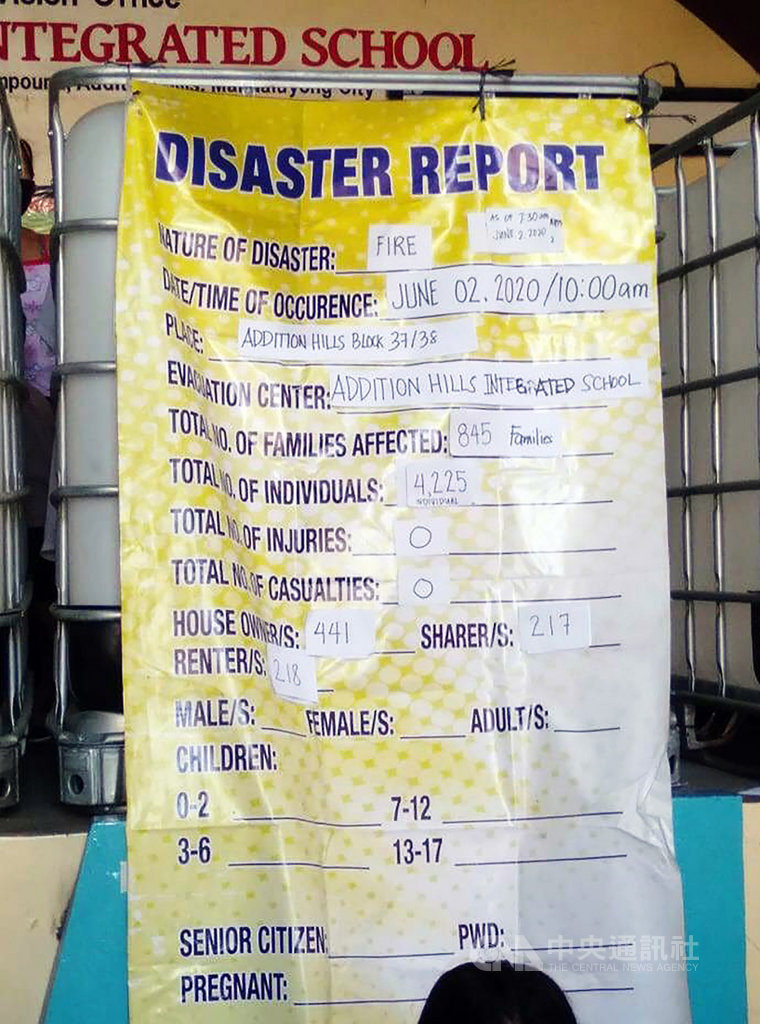 vision Office
INTEGRATED SCHOOL
DISASTER REPORT
AS OF 7:30am
JUNE 2, 2020
NATURE OF DISASTER: FIRE
DATE/TIME OF OCCURENCE: JUNE 02, 2020/10:00am
PLACE: ADDITION HILLS BLOCK 37/38
EVACUATION CENTER: ADDITION HILLS INTEGRATED SCHOOL
TOTAL NO. OF FAMILIES AFFECTED: 845 Families
TOTAL NO. OF INDIVIDUALS: 4,225
INDIVIDUAL
TOTAL NO. OF INJURIES: 0
TOTAL NO. OF CASUALTIES: 0
HOUSE OWNER/S: 441 SHARER/S: 217
RENTER/S: 218
MALE/S: FEMALE/S: ADULT/S:
CHILDREN:
0-2 7-12
3-6 13-17
SENIOR CITIZEN: PWD:
PREGNANT:
中央通訊社
THE CENTRAL NEWS AGENCY